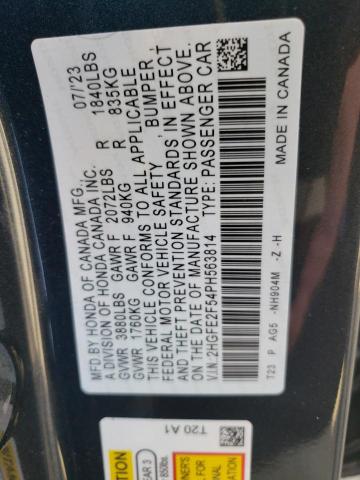 MFD BY HONDA OF CANADA MFG., 07/'23
A DIVISION OF HONDA CANADA INC.
GVWR 3880LBS GAWR F 2072LBS R 1840LBS
GVWR 1760KG GAWR F 940KG R 835KG
THIS VEHICLE CONFORMS TO ALL APPLICABLE
FEDERAL MOTOR VEHICLE SAFETY, BUMPER,
AND THEFT PREVENTION STANDARDS IN EFFECT
ON THE DATE OF MANUFACTURE SHOWN ABOVE.
V.I.N.:2HGFE2F54PH563814 TYPE: PASSENGER CAR
T23 P AG5 -NH904M -Z -H MADE IN CANADA
T20 A1
CAUTION